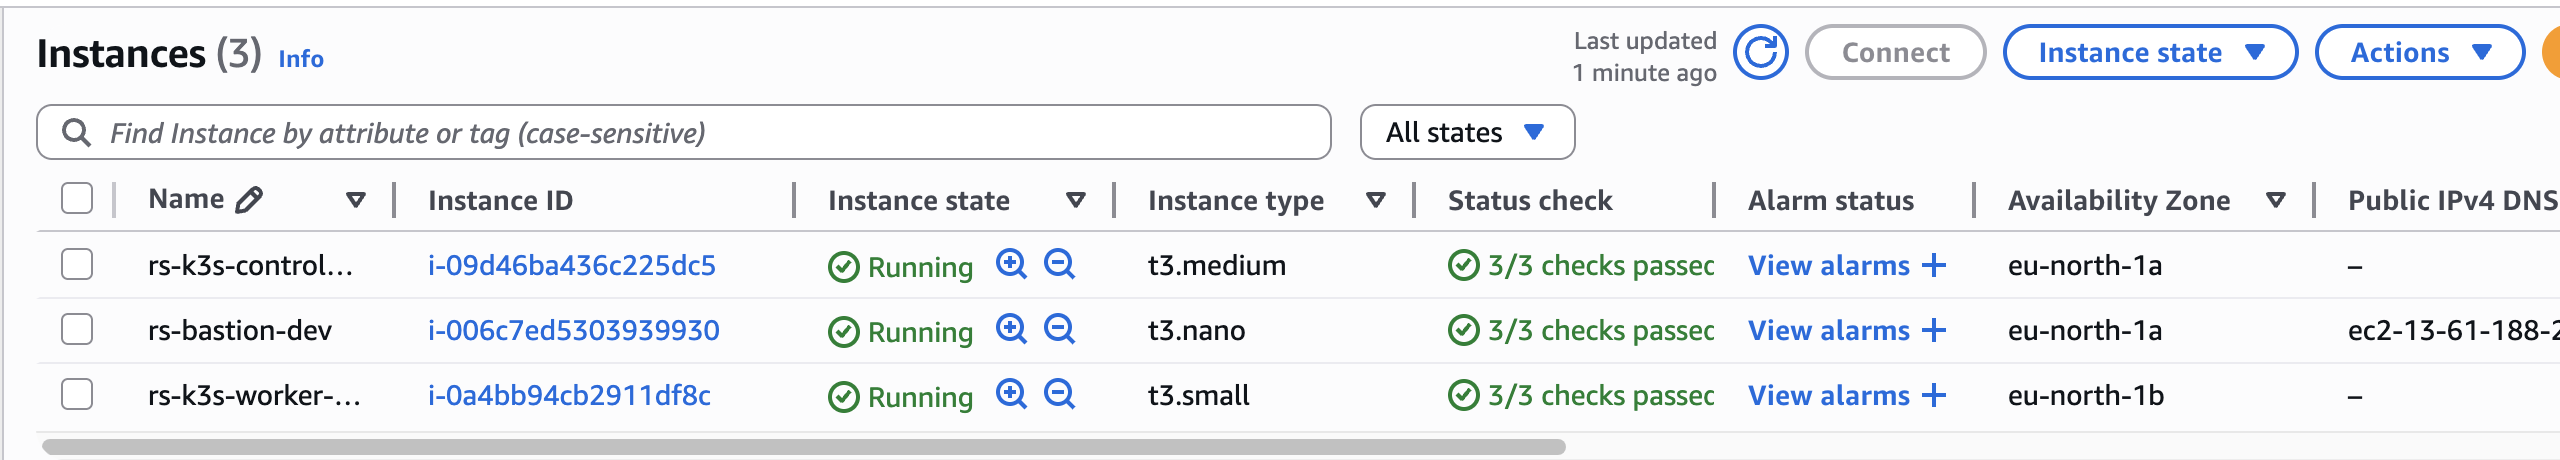 Instances (3) Info
Last updated
1 minute ago
Connect
Instance state
Actions
Find Instance by attribute or tag (case-sensitive)
All states
Name Instance ID Instance state Instance type Status check Alarm status Availability Zone Public IPv4 DNS
rs-k3s-control... i-09d46ba436c225dc5 Running t3.medium 3/3 checks passed View alarms + eu-north-1a –
rs-bastion-dev i-006c7ed5303939930 Running t3.nano 3/3 checks passed View alarms + eu-north-1a ec2-13-61-188-2
rs-k3s-worker-... i-0a4bb94cb2911df8c Running t3.small 3/3 checks passed View alarms + eu-north-1b –